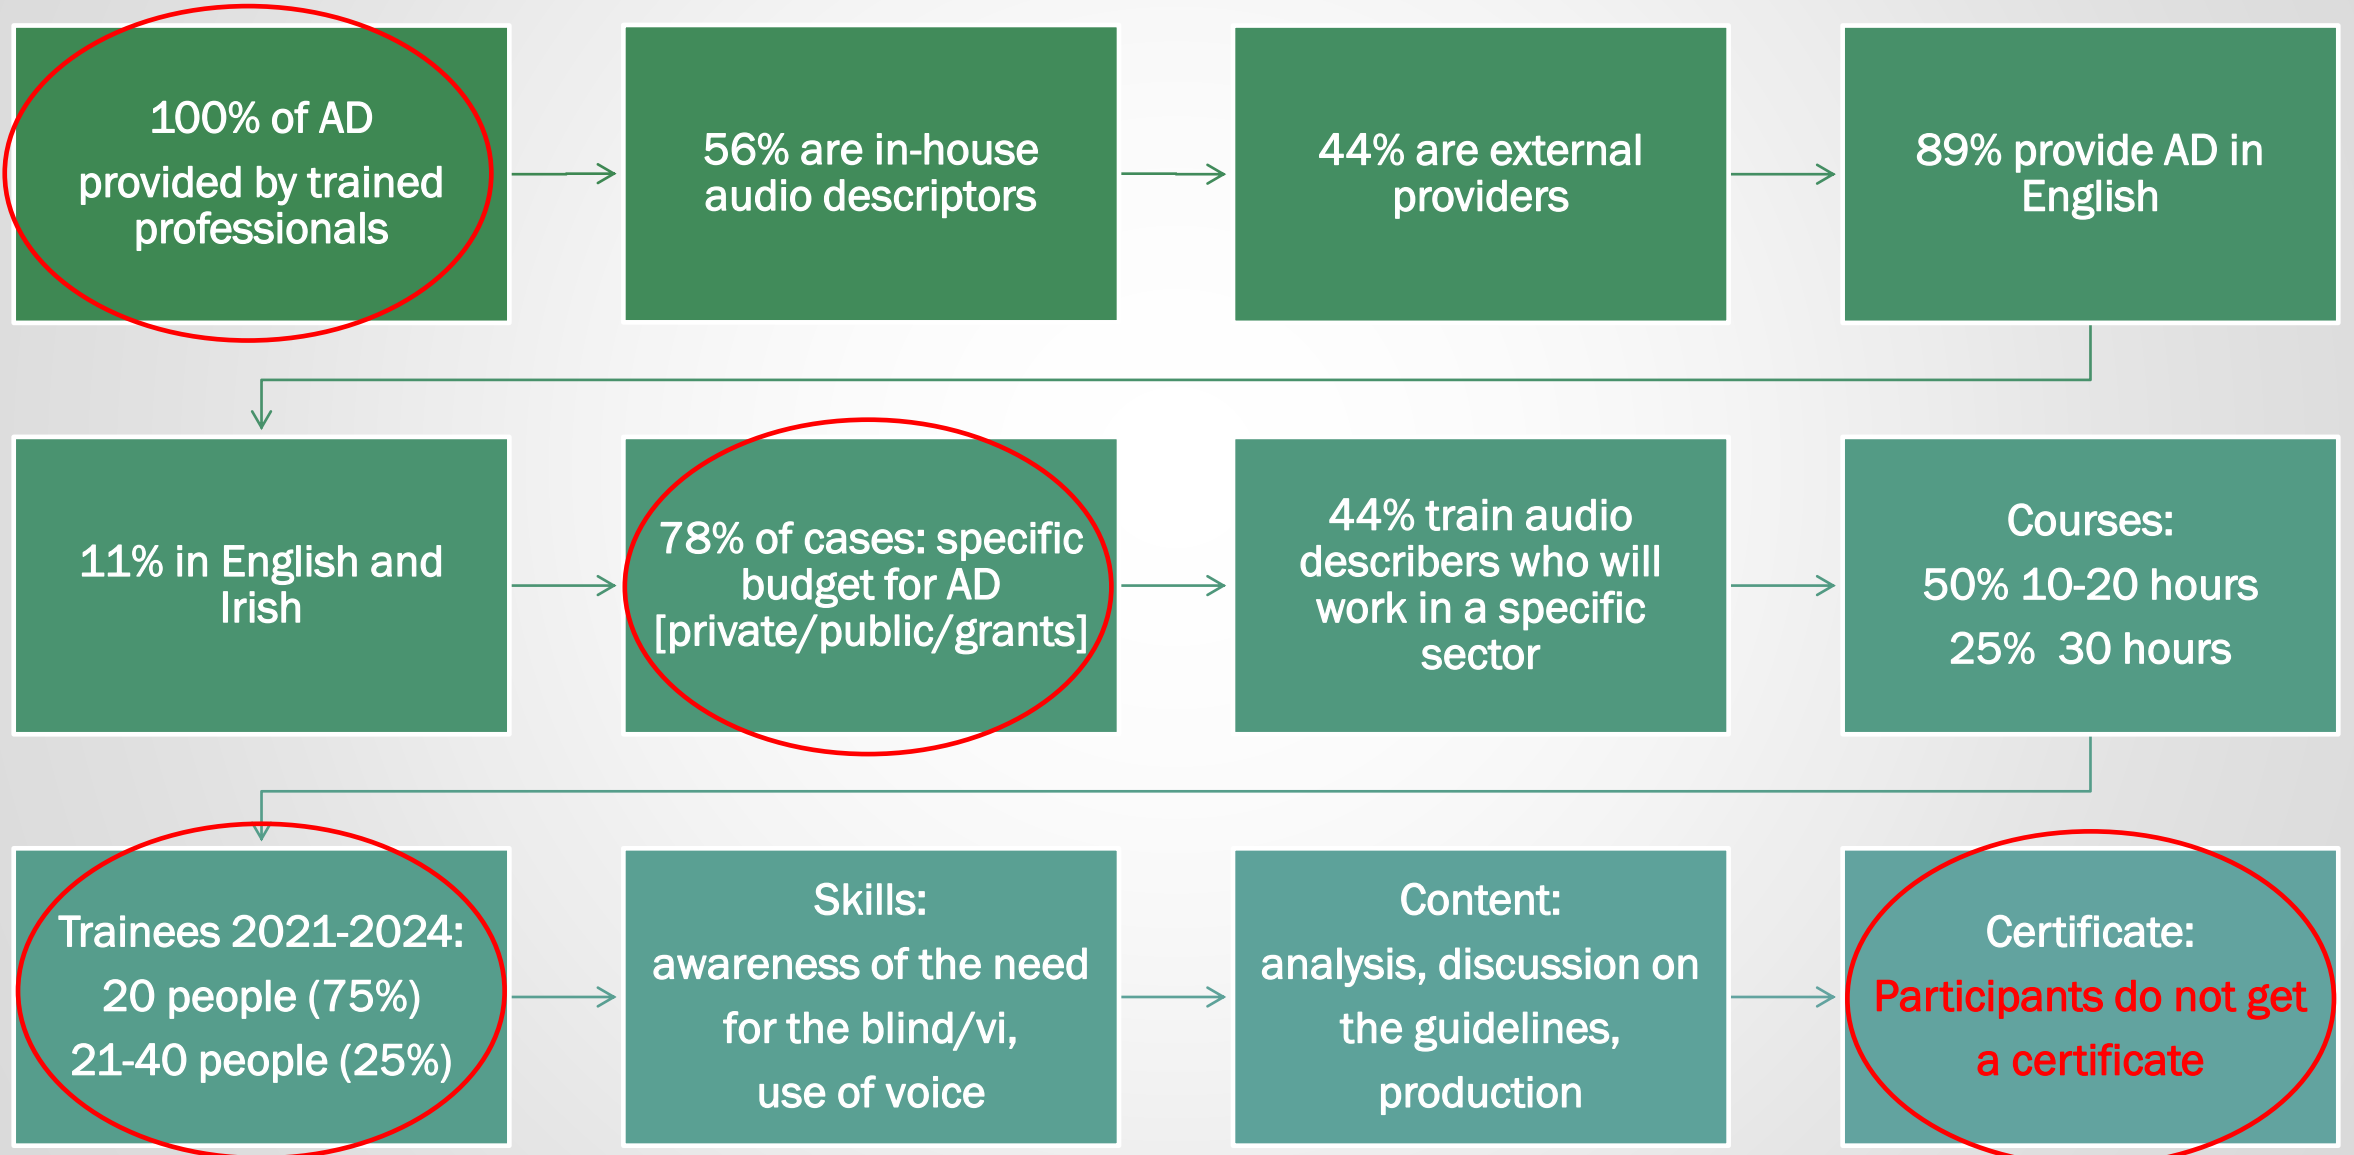 100% of AD
provided by trained
professionals
56% are in-house
audio descriptors
44% are external
providers
89% provide AD in
English
11% in English and
Irish
78% of cases: specific
budget for AD
[private/public/grants]
44% train audio
describers who will
work in a specific
sector
Courses:
50% 10-20 hours
25%  30 hours
Trainees 2021-2024:
20 people (75%)
21-40 people (25%)
Skills:
awareness of the need
for the blind/vi,
use of voice
Content:
analysis, discussion on
the guidelines,
production
Certificate:
Participants do not get
a certificate